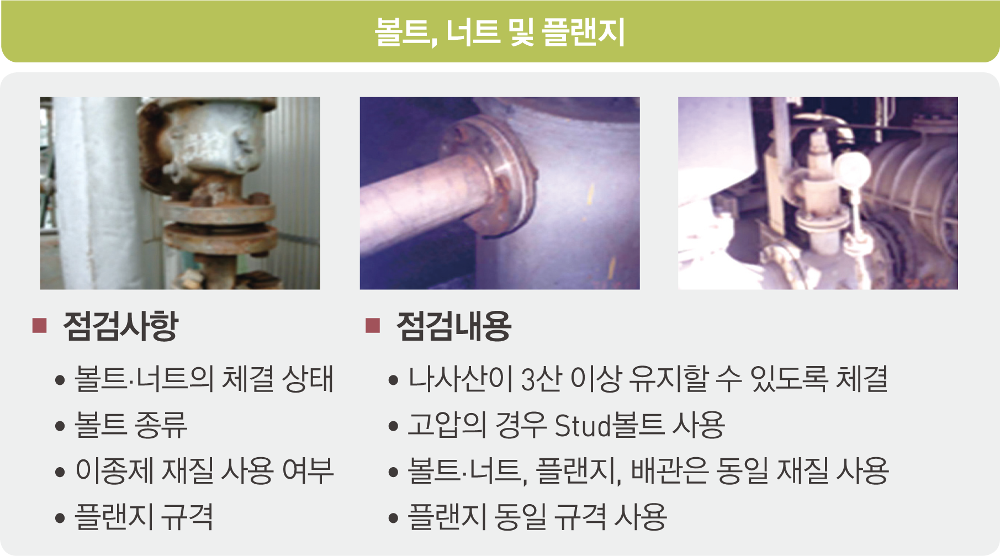 볼트, 너트 및 플랜지
■ 점검사항
• 볼트·너트의 체결 상태
• 볼트 종류
• 이종제 재질 사용 여부
• 플랜지 규격
■ 점검내용
• 나사산이 3산 이상 유지할 수 있도록 체결
• 고압의 경우 Stud볼트 사용
• 볼트·너트, 플랜지, 배관은 동일 재질 사용
• 플랜지 동일 규격 사용